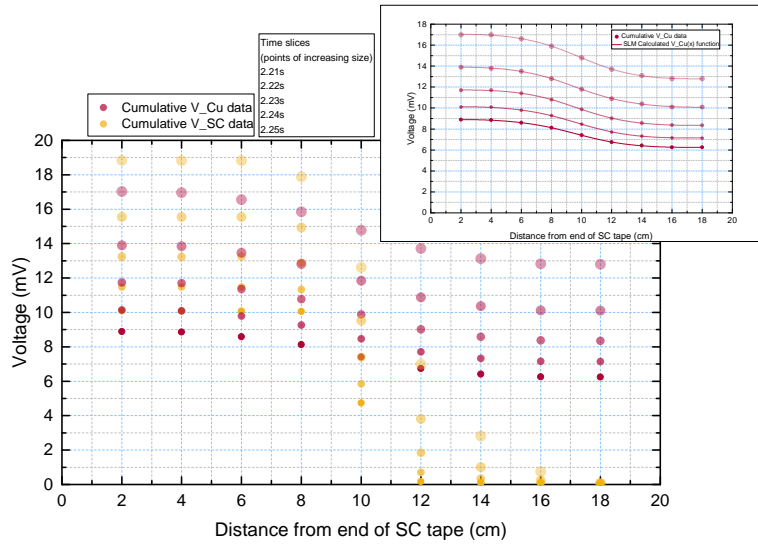 Time slices
(points of increasing size)
2.21s
2.22s
2.23s
2.24s
2.25s
Cumulative V_Cu data
Cumulative V_SC data
20
18
16
14
12
10
8
6
4
2
0
Voltage (mV)
0 2 4 6 8 10 12 14 16 18 20
Distance from end of SC tape (cm)
Cumulative V_Cu data
SLM Calculated V_Cu(x) function
18
16
14
12
10
8
6
4
2
0
Voltage (mV)
0 2 4 6 8 10 12 14 16 18 20
Distance from end of SC tape (cm)